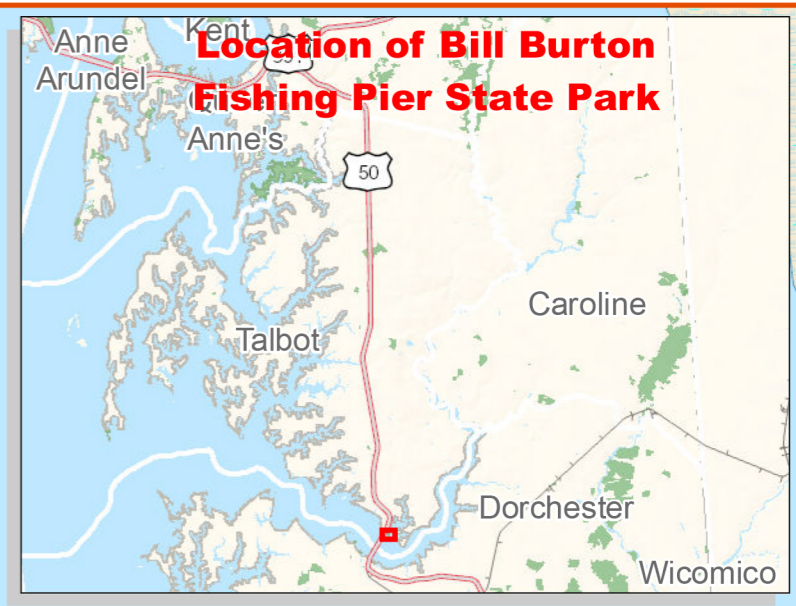 Location of Bill Burton
Fishing Pier State Park
Kent
Anne
Arundel
Anne's
50
Caroline
Talbot
Dorchester
Wicomico